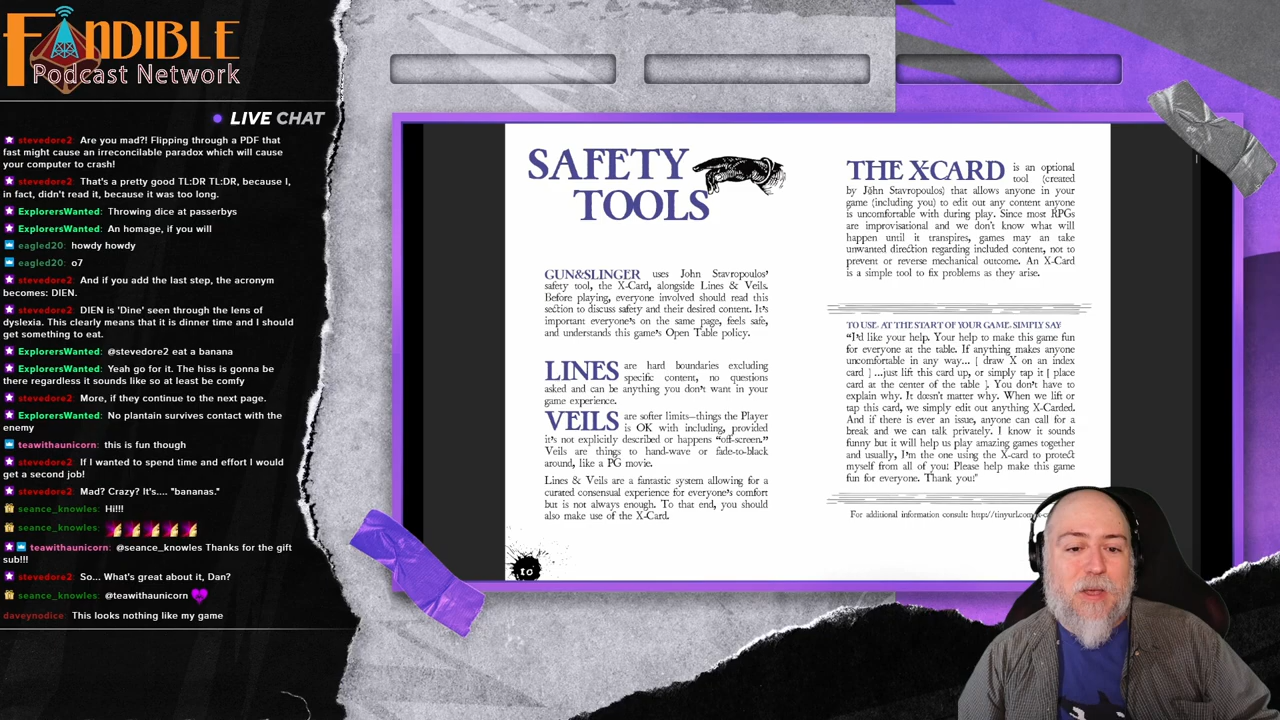 FANDIBLE
Podcast Network
LIVE CHAT
stevedore2: Are you mad?! Flipping through a PDF that
fast might cause an irreconcilable paradox which will cause
your computer to crash!
stevedore2: That's a pretty good TL:DR TL:DR, because I,
in fact, didn't read it, because it was too long.
ExplorersWanted: Throwing dice at passerbys
ExplorersWanted: An homage, if you will
eagled20: howdy howdy
eagled20: o7
stevedore2: And if you add the last step, the acronym
becomes: DIEN.
stevedore2: DIEN is 'Dine' seen through the lens of
dyslexia. This clearly means that it is dinner time and I should
get something to eat.
ExplorersWanted: @stevedore2 eat a banana
ExplorersWanted: Yeah go for it. The hiss is gonna be
there regardless it sounds like so at least be comfy
stevedore2: More, if they continue to the next page.
ExplorersWanted: No plantain survives contact with the
enemy
teawithaunicorn: this is fun though
stevedore2: If I wanted to spend time and effort I would
get a second job!
stevedore2: Mad? Crazy? It's.... "bananas."
seance_knowles: Hi!!!
seance_knowles:
teawithaunicorn: @seance_knowles Thanks for the gift
sub!!!
stevedore2: So... What's great about it, Dan?
seance_knowles: @teawithaunicorn
daveynodice: This looks nothing like my game
SAFETY
TOOLS
GUN&SLINGER uses John Stavropoulos'
safety tool, the X-Card, alongside Lines & Veils.
Before playing, everyone involved should read this
section to discuss safety and their desired content. It's
important everyone's on the same page, feels safe,
and understands this game's Open Table policy.
LINES are hard boundaries excluding
specific content, no questions
asked and can be anything you don't want in your
game experience.
VEILS are softer limits—things the Player
is OK with including, provided
it's not explicitly described or happens "off-screen."
Veils are things to hand-wave or fade-to-black
around, like a PG movie.
Lines & Veils are a fantastic system allowing for a
curated consensual experience for everyone's comfort
but is not always enough. To that end, you should
also make use of the X-Card.
10
THE X-CARD is an optional
tool (created
by John Stavropoulos) that allows anyone in your
game (including you) to edit out any content anyone
is uncomfortable with during play. Since most RPGs
are improvisational and we don't know what will
happen until it transpires, games may an take
unwanted direction regarding included content, not to
prevent or reverse mechanical outcome. An X-Card
is a simple tool to fix problems as they arise.
TO USE, AT THE START OF YOUR GAME, SIMPLY SAY
"I'd like your help. Your help to make this game fun
for everyone at the table. If anything makes anyone
uncomfortable in any way... [ draw X on an index
card ] ...just lift this card up, or simply tap it [ place
card at the center of the table ]. You don't have to
explain why. It doesn't matter why. When we lift or
tap this card, we simply edit out anything X-Carded.
And if there is ever an issue, anyone can call for a
break and we can talk privately. I know it sounds
funny but it will help us play amazing games together
and usually, I'm the one using the X-card to protect
myself from all of you! Please help make this game
fun for everyone. Thank you!"
For additional information consult: http://tinyurl.com